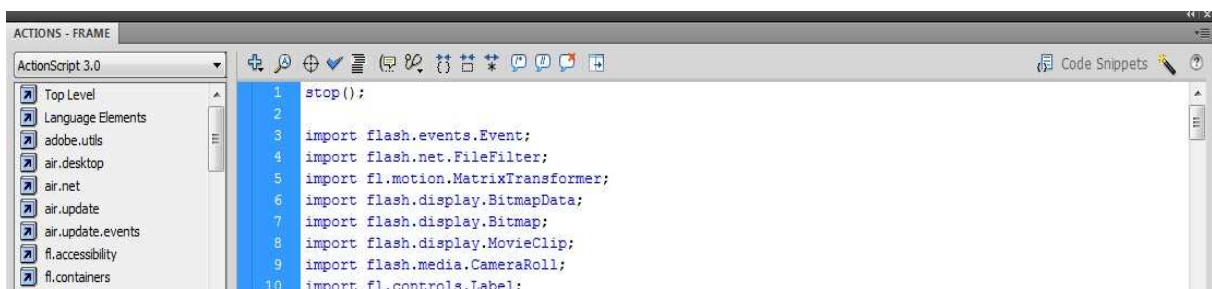 ACTIONS - FRAME
ActionScript 3.0
Code Snippets
Top Level
Language Elements
adobe.utils
air.desktop
air.net
air.update
air.update.events
fl.accessibility
fl.containers
1 stop();
2
3 import flash.events.Event;
4 import flash.net.FileFilter;
5 import fl.motion.MatrixTransformer;
6 import flash.display.BitmapData;
7 import flash.display.Bitmap;
8 import flash.display.MovieClip;
9 import flash.media.CameraRoll;
10 import fl.controls.Label;